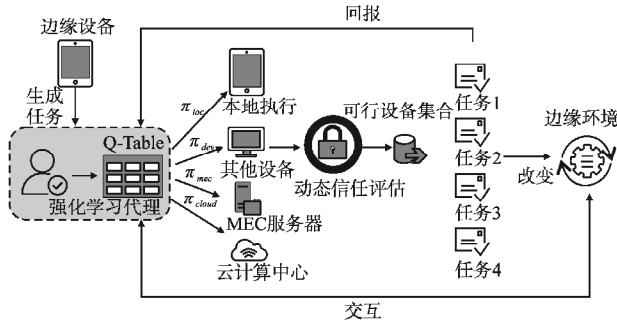 边缘设备
回报
生成
任务
Q-Table
强化学习代理
π_loc
本地执行
π_dev
其他设备
π_mec
MEC服务器
π_cloud
云计算中心
动态信任评估
可行设备集合
任务1
任务2
任务3
任务4
改变
边缘环境
交互